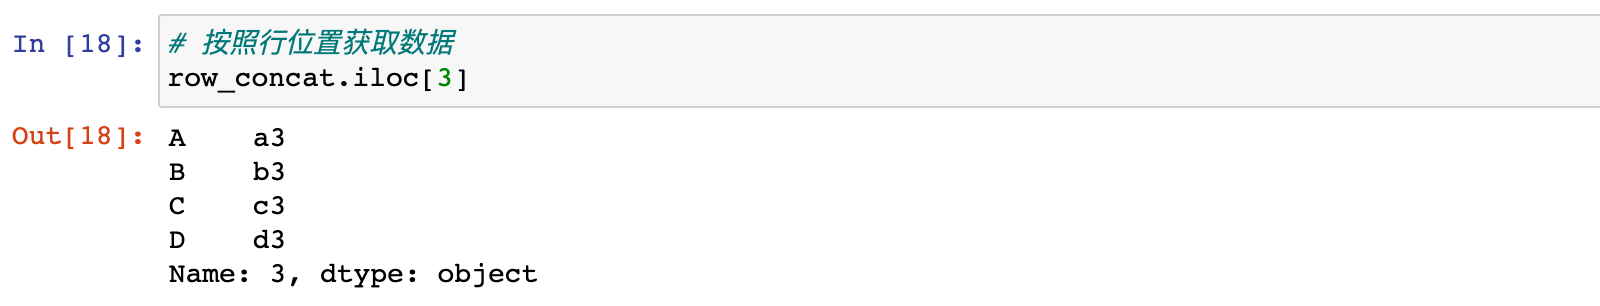 In [18]: # 按照行位置获取数据
row_concat.iloc[3]
Out[18]: A    a3
B    b3
C    c3
D    d3
Name: 3, dtype: object